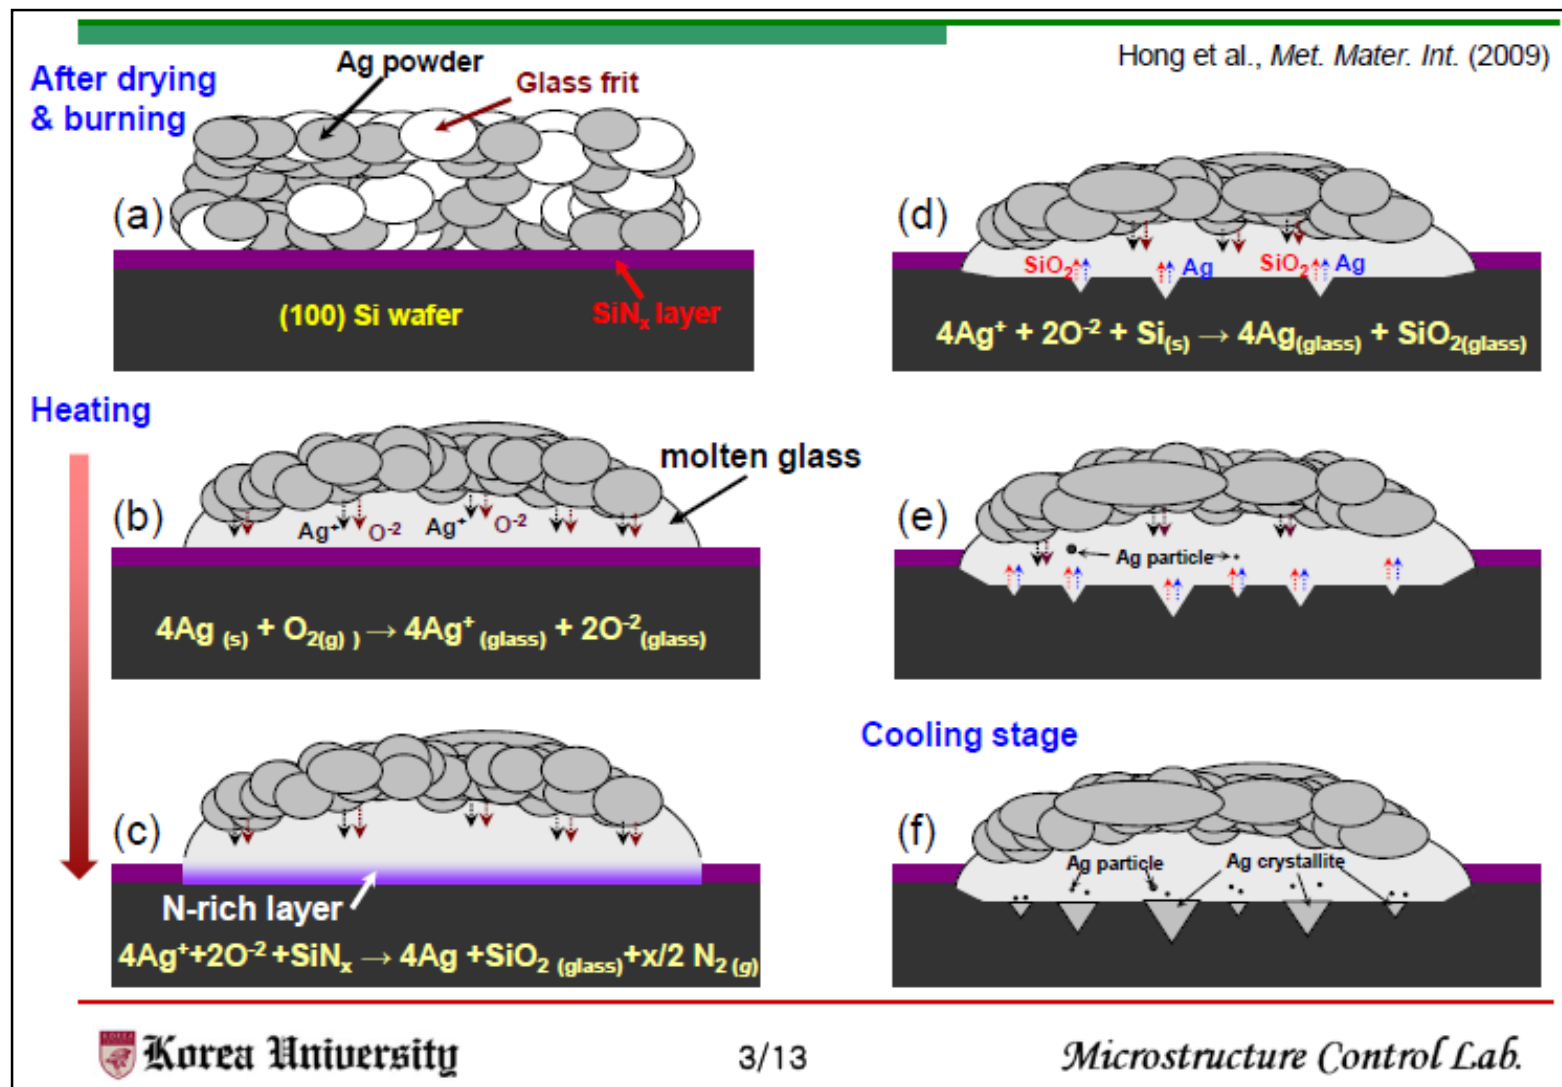 Hong et al., Met. Mater. Int. (2009)
After drying
& burning
Ag powder
Glass frit
(a)
(100) Si wafer
SiNx layer
Heating
molten glass
(b)
Ag+ O-2 Ag+ O-2
4Ag (s) + O2(g) ) → 4Ag+ (glass) + 2O-2 (glass)
(c)
N-rich layer
4Ag++2O-2+SiNx → 4Ag +SiO2 (glass)+x/2 N2 (g)
(d)
SiO2 Ag SiO2 Ag
4Ag+ + 2O-2 + Si(s) → 4Ag(glass) + SiO2(glass)
(e)
Ag particle
Cooling stage
(f)
Ag particle Ag crystallite
KOREA
Korea University
3/13
Microstructure Control Lab.